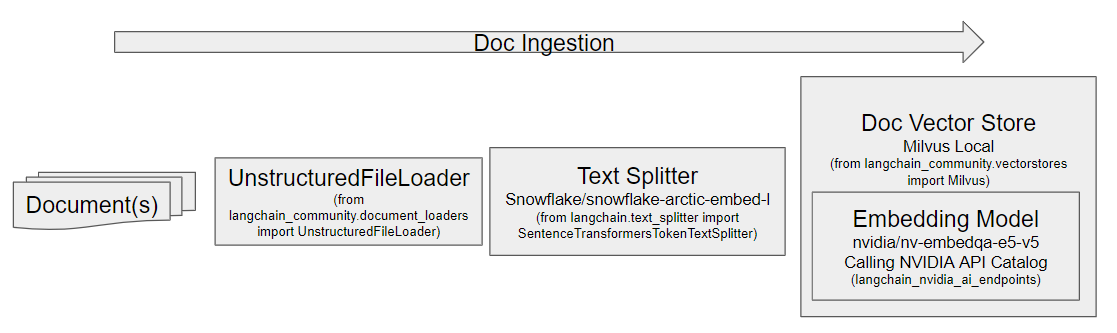 Doc Ingestion
Document(s)
UnstructuredFileLoader
(from
langchain_community.document_loaders
import UnstructuredFileLoader)
Text Splitter
Snowflake/snowflake-arctic-embed-l
(from langchain.text_splitter import
SentenceTransformersTokenTextSplitter)
Doc Vector Store
Milvus Local
(from langchain_community.vectorstores
import Milvus)
Embedding Model
nvidia/nv-embedqa-e5-v5
Calling NVIDIA API Catalog
(langchain_nvidia_ai_endpoints)